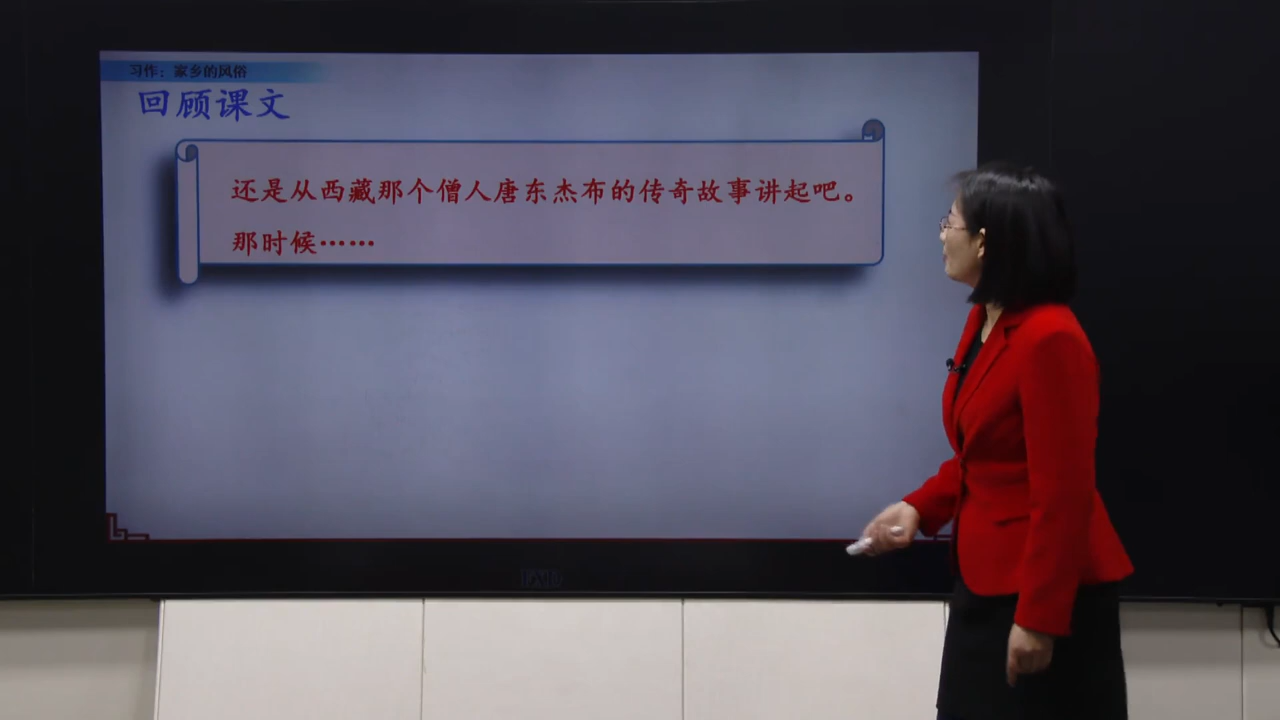 习作：家乡的风俗
回顾课文
还是从西藏那个僧人唐东杰布的传奇故事讲起吧。
那时候……